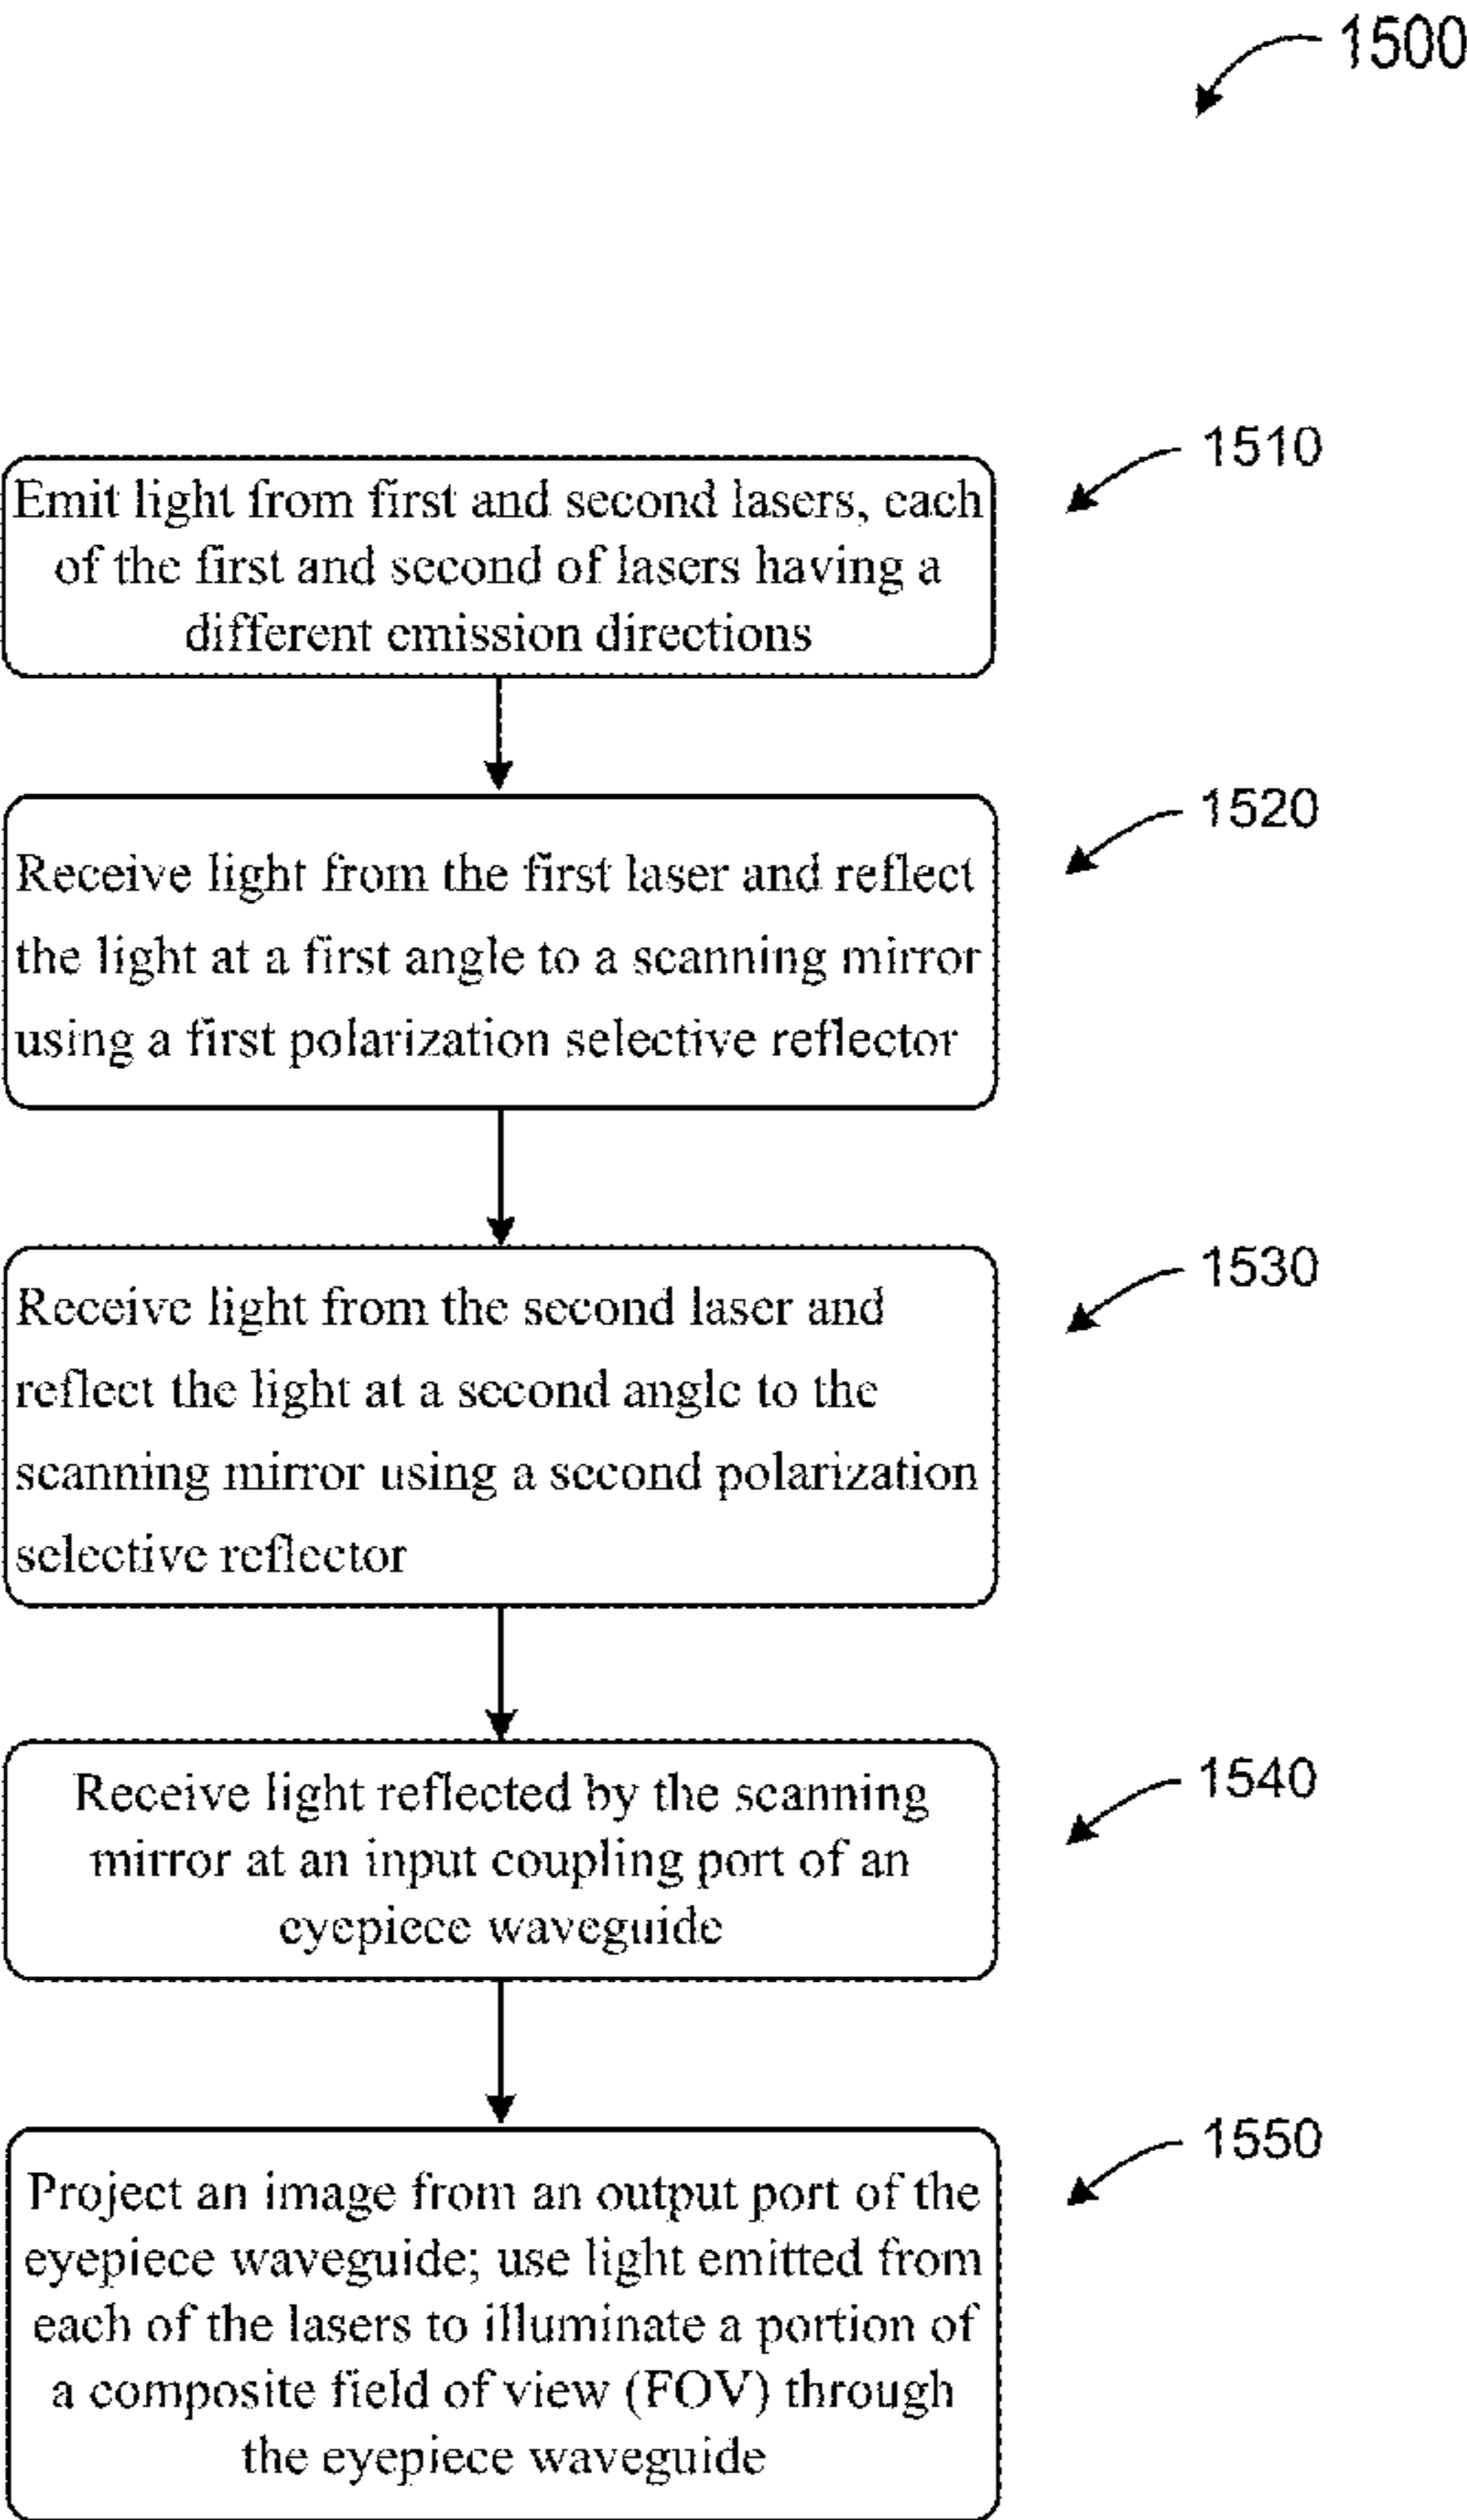 1500
1510
Emit light from first and second lasers, each
of the first and second of lasers having a
different emission directions
1520
Receive light from the first laser and reflect
the light at a first angle to a scanning mirror
using a first polarization selective reflector
1530
Receive light from the second laser and
reflect the light at a second angle to the
scanning mirror using a second polarization
selective reflector
1540
Receive light reflected by the scanning
mirror at an input coupling port of an
eyepiece waveguide
1550
Project an image from an output port of the
eyepiece waveguide; use light emitted from
each of the lasers to illuminate a portion of
a composite field of view (FOV) through
the eyepiece waveguide